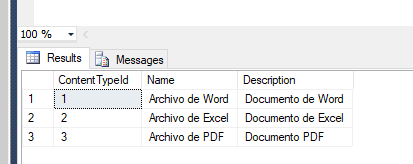 100 %
Results Messages
ContentTypeId Name Description
1 1 Archivo de Word Documento de Word
2 2 Archivo de Excel Documento de Excel
3 3 Archivo de PDF Documento PDF